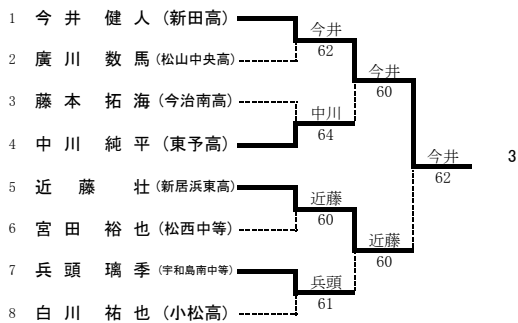 1 今井 健人 (新田高)
今井
62
2 廣川 数馬 (松山中央高)
今井
60
3 藤本 拓海 (今治南高)
中川
64
4 中川 純平 (東予高)
今井
62
3
5 近藤 壮 (新居浜東高)
近藤
60
6 宮田 裕也 (松西中等)
近藤
60
7 兵頭 璃季 (宇和島南中等)
兵頭
61
8 白川 祐也 (小松高)